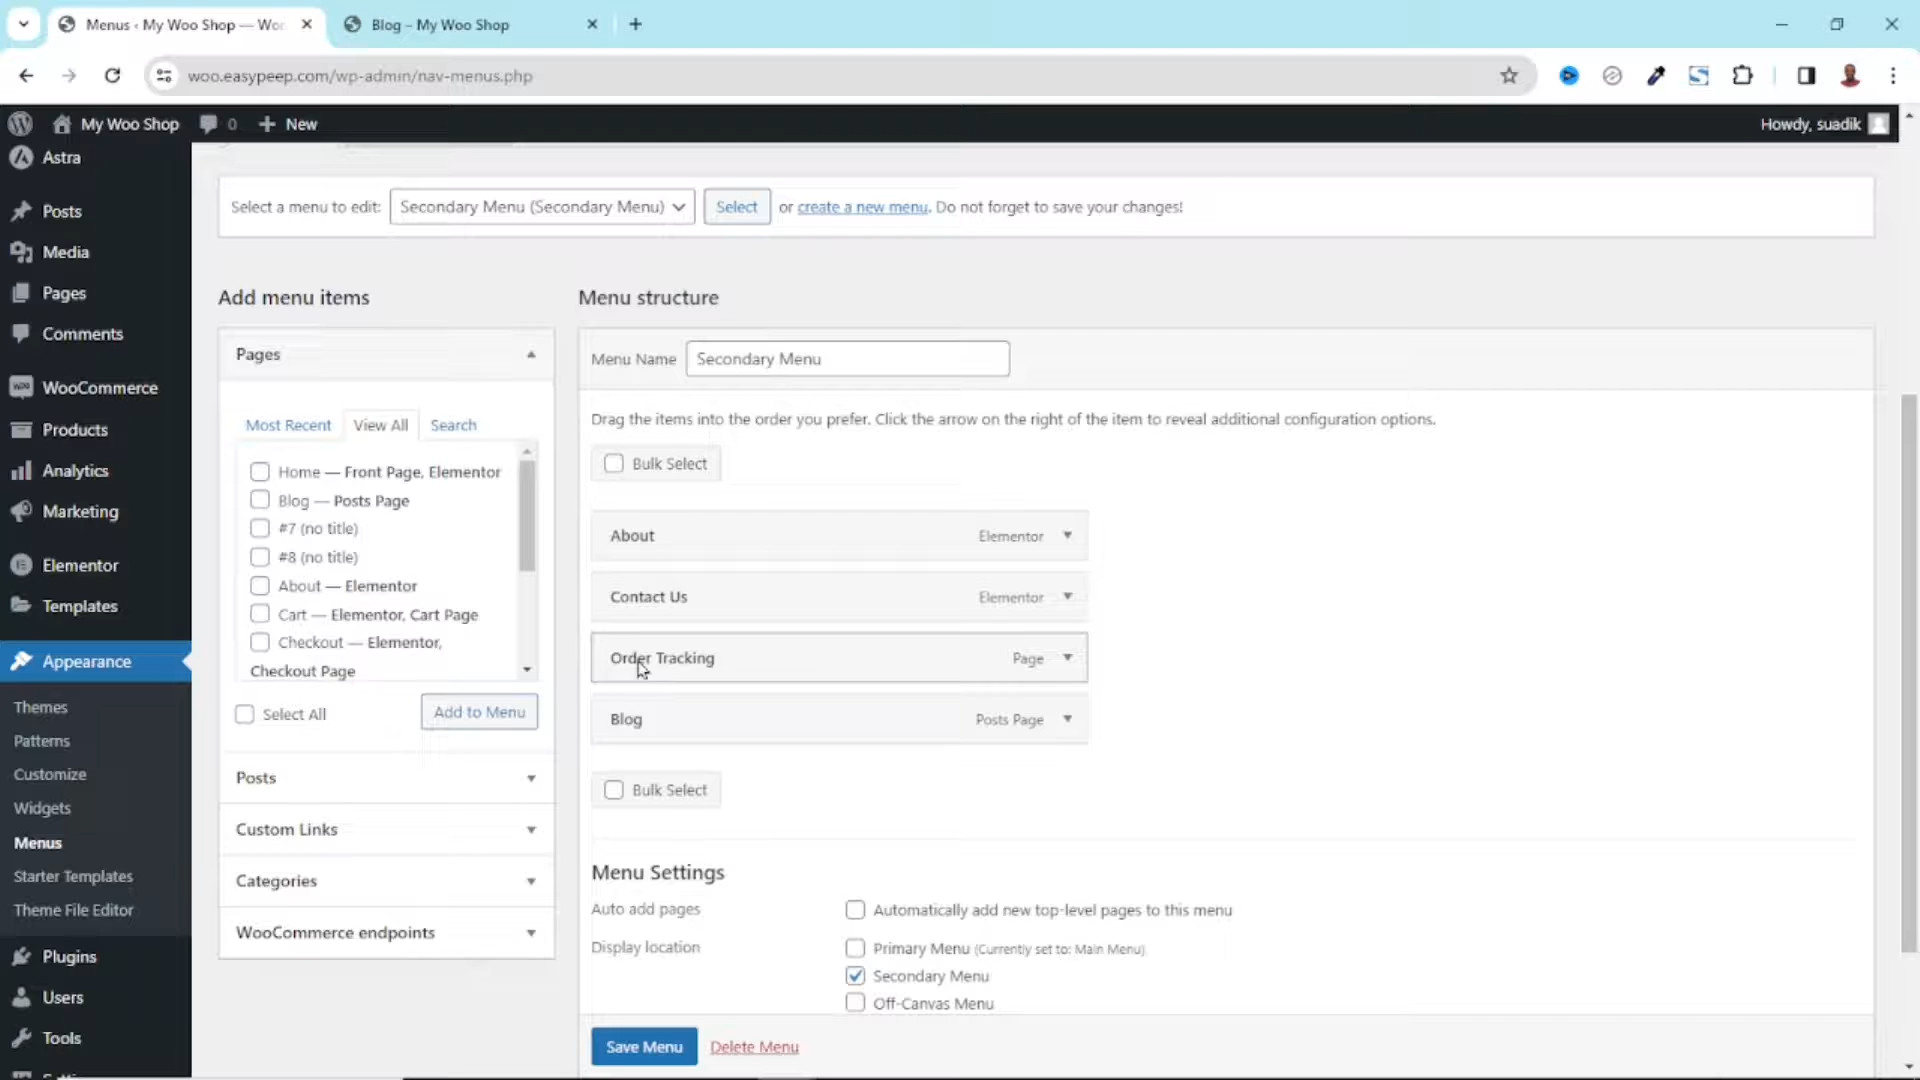 Menus ‹ My Woo Shop — Wor
Blog – My Woo Shop
woo.easypeep.com/wp-admin/nav-menus.php
My Woo Shop
0
New
Howdy, suadik
Astra
Posts
Media
Pages
Comments
WooCommerce
Products
Analytics
Marketing
Elementor
Templates
Appearance
Themes
Patterns
Customize
Widgets
Menus
Starter Templates
Theme File Editor
Plugins
Users
Tools
Select a menu to edit:
Secondary Menu (Secondary Menu)
Select
or create a new menu. Do not forget to save your changes!
Add menu items
Pages
Most Recent
View All
Search
Home — Front Page, Elementor
Blog — Posts Page
#7 (no title)
#8 (no title)
About — Elementor
Cart — Elementor, Cart Page
Checkout — Elementor,
Checkout Page
Select All
Add to Menu
Posts
Custom Links
Categories
WooCommerce endpoints
Menu structure
Menu Name
Secondary Menu
Drag the items into the order you prefer. Click the arrow on the right of the item to reveal additional configuration options.
Bulk Select
About
Elementor
Contact Us
Elementor
Order Tracking
Page
Blog
Posts Page
Bulk Select
Menu Settings
Auto add pages
Automatically add new top-level pages to this menu
Display location
Primary Menu (Currently set to: Main Menu)
Secondary Menu
Off-Canvas Menu
Save Menu
Delete Menu